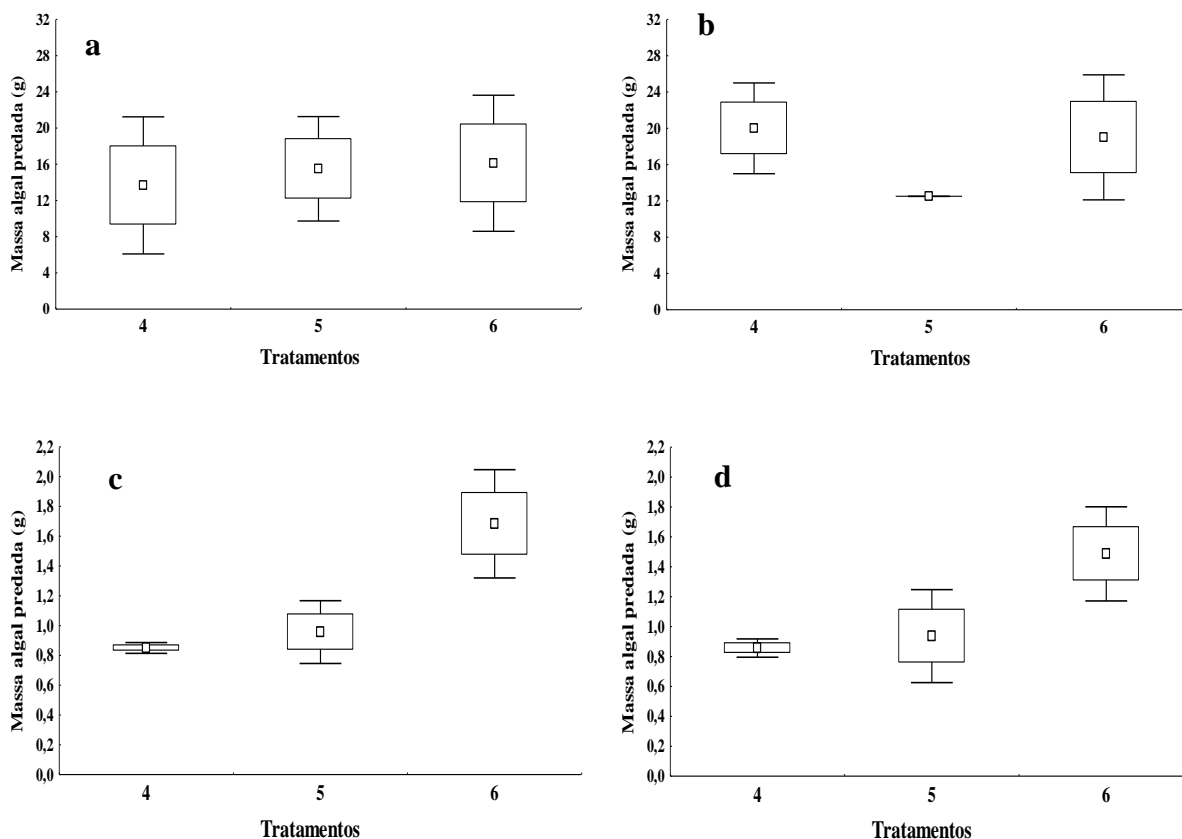 a
Massa algal predada (g)
32
28
24
20
16
12
8
4
0
4 5 6
Tratamentos
b
Massa algal predada (g)
32
28
24
20
16
12
8
4
0
4 5 6
Tratamentos
c
Massa algal predada (g)
2,2
2,0
1,8
1,6
1,4
1,2
1,0
0,8
0,6
0,4
0,2
0,0
4 5 6
Tratamentos
d
Massa algal predada (g)
2,2
2,0
1,8
1,6
1,4
1,2
1,0
0,8
0,6
0,4
0,2
0,0
4 5 6
Tratamentos